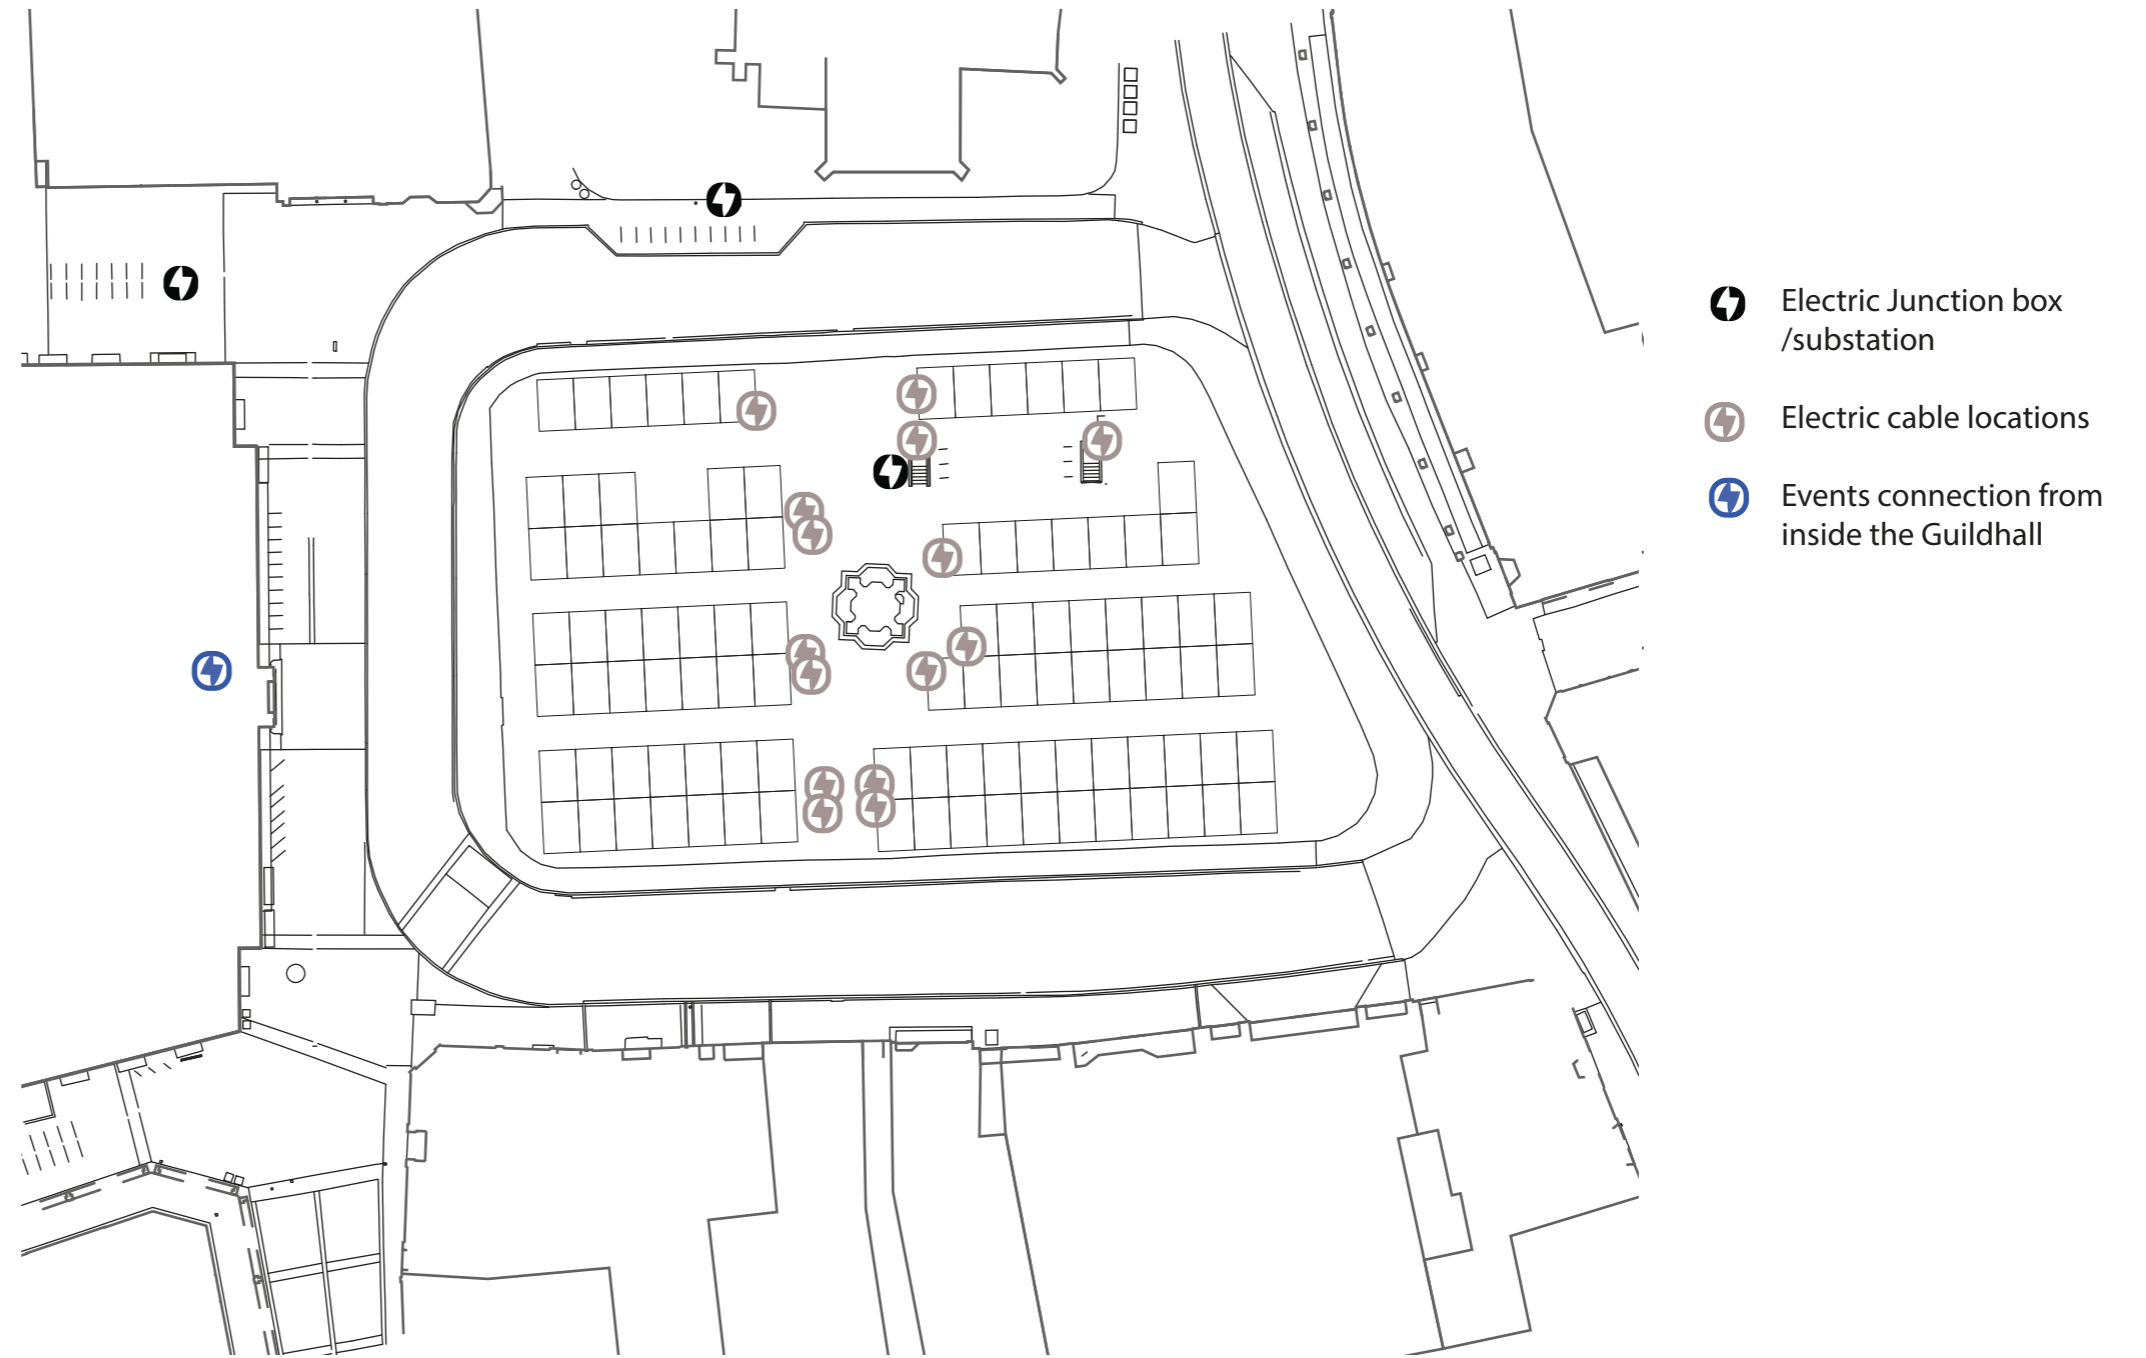 Electric Junction box
/substation
Electric cable locations
Events connection from
inside the Guildhall